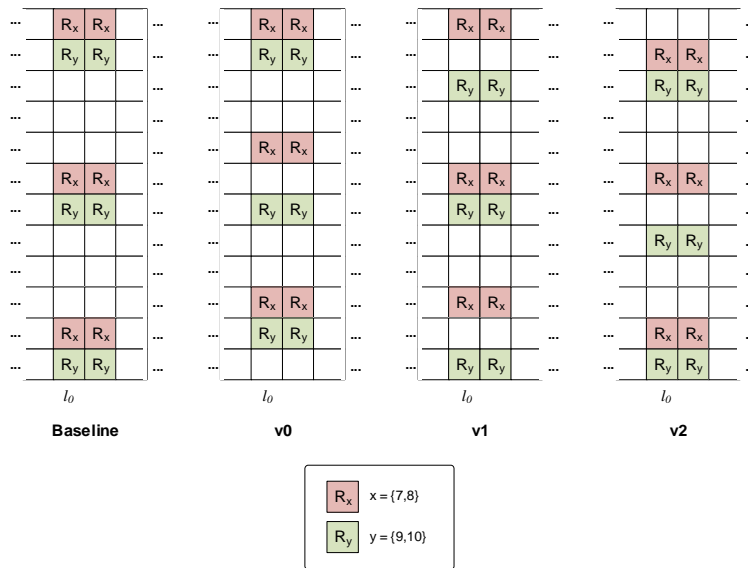 ... Rx Rx ... ... Rx Rx ... ... Rx Rx ... ... ...
... Ry Ry ... ... Ry Ry ... ... ... ... Rx Rx ...
... ... ... ... ... Ry Ry ... ... Ry Ry ...
... ... ... ... ... ... ... ...
... ... ... Rx Rx ... ... ... ... ...
... Rx Rx ... ... ... ... Rx Rx ... ... Rx Rx ...
... Ry Ry ... ... Ry Ry ... ... Ry Ry ... ... ...
... ... ... ... ... ... ... Ry Ry ...
... ... ... ... ... ... ... ...
... ... ... Rx Rx ... ... Rx Rx ... ... ...
... Rx Rx ... ... Ry Ry ... ... ... ... Rx Rx ...
... Ry Ry ... ... ... ... Ry Ry ... ... Ry Ry ...
l0 l0 l0 l0
Baseline v0 v1 v2
Rx x = {7,8}
Ry y = {9,10}